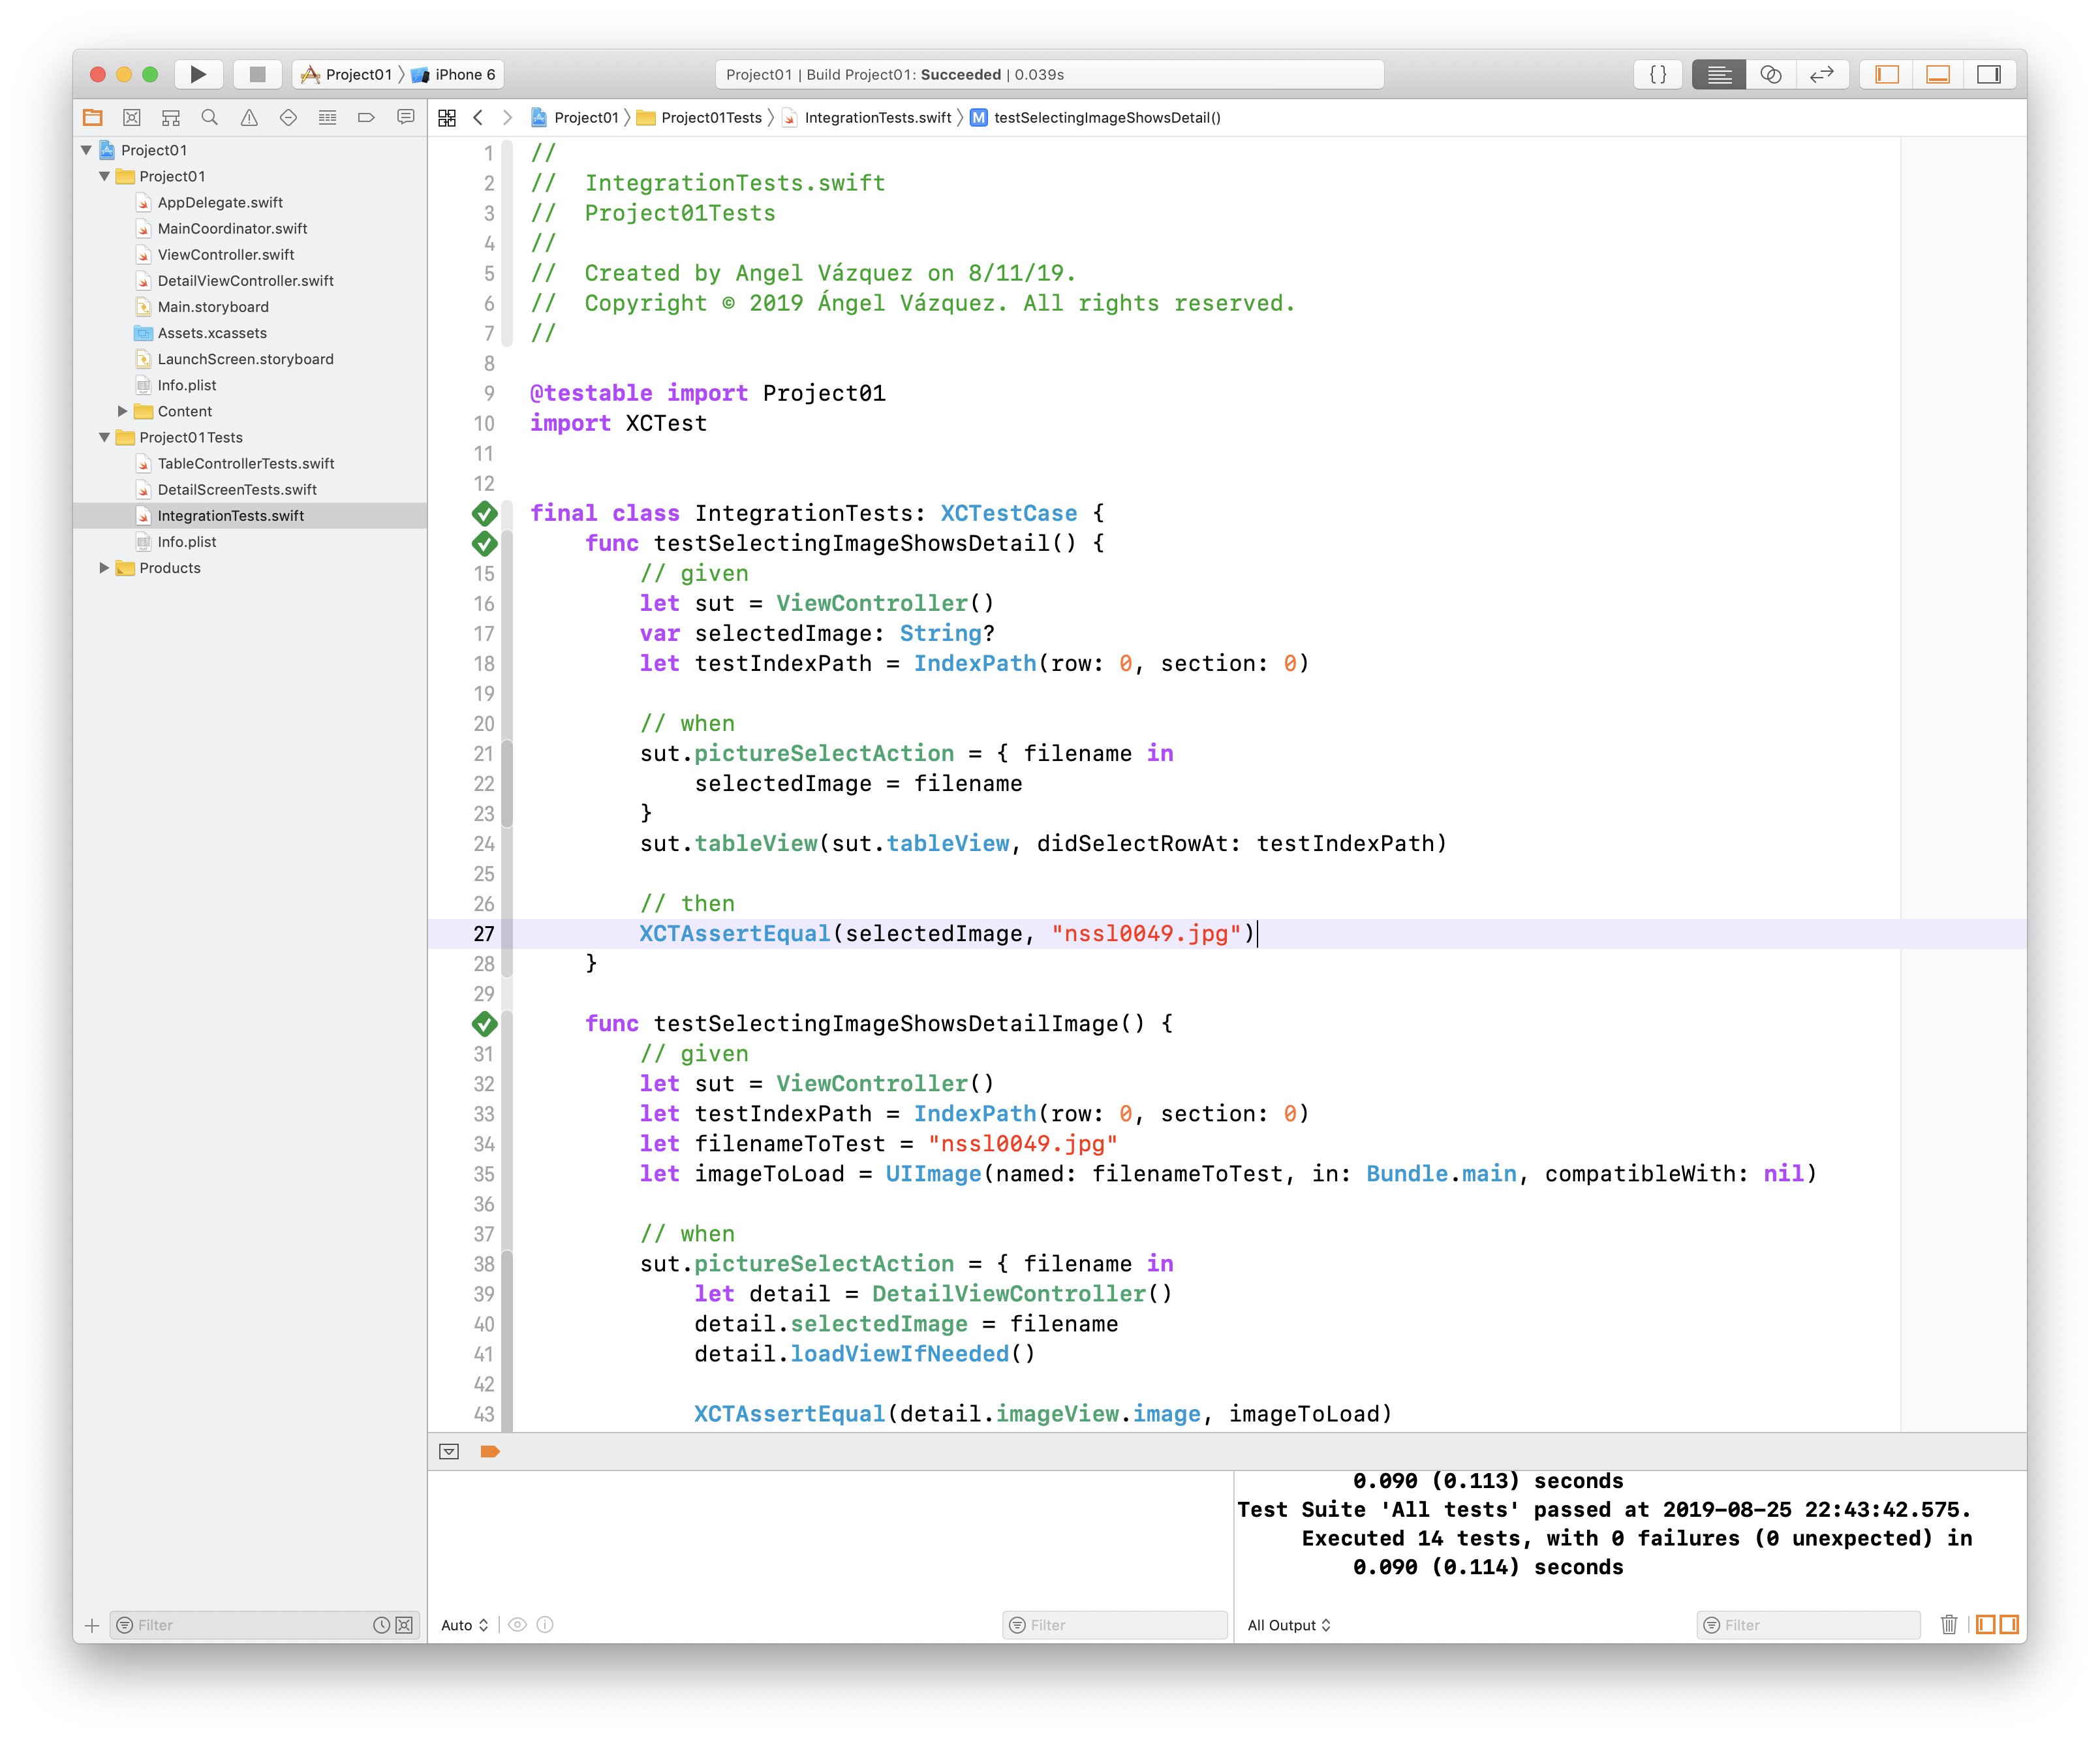 Project01 〉 iPhone 6
Project01 | Build Project01: Succeeded | 0.039s
{ }
Project01 〉 Project01Tests 〉 IntegrationTests.swift 〉 M testSelectingImageShowsDetail()
Project01
Project01
AppDelegate.swift
MainCoordinator.swift
ViewController.swift
DetailViewController.swift
Main.storyboard
Assets.xcassets
LaunchScreen.storyboard
Info.plist
Content
Project01Tests
TableControllerTests.swift
DetailScreenTests.swift
IntegrationTests.swift
Info.plist
Products
Filter
1 //
2 //  IntegrationTests.swift
3 //  Project01Tests
4 //
5 //  Created by Angel Vázquez on 8/11/19.
6 //  Copyright © 2019 Ángel Vázquez. All rights reserved.
7 //
8
9 @testable import Project01
10 import XCTest
11
12
final class IntegrationTests: XCTestCase {
    func testSelectingImageShowsDetail() {
15         // given
16         let sut = ViewController()
17         var selectedImage: String?
18         let testIndexPath = IndexPath(row: 0, section: 0)
19
20         // when
21         sut.pictureSelectAction = { filename in
22             selectedImage = filename
23         }
24         sut.tableView(sut.tableView, didSelectRowAt: testIndexPath)
25
26         // then
27         XCTAssertEqual(selectedImage, "nssl0049.jpg")
28     }
29
    func testSelectingImageShowsDetailImage() {
31         // given
32         let sut = ViewController()
33         let testIndexPath = IndexPath(row: 0, section: 0)
34         let filenameToTest = "nssl0049.jpg"
35         let imageToLoad = UIImage(named: filenameToTest, in: Bundle.main, compatibleWith: nil)
36
37         // when
38         sut.pictureSelectAction = { filename in
39             let detail = DetailViewController()
40             detail.selectedImage = filename
41             detail.loadViewIfNeeded()
42
43             XCTAssertEqual(detail.imageView.image, imageToLoad)
Auto
Filter
0.090 (0.113) seconds
Test Suite 'All tests' passed at 2019-08-25 22:43:42.575.
Executed 14 tests, with 0 failures (0 unexpected) in
0.090 (0.114) seconds
All Output
Filter